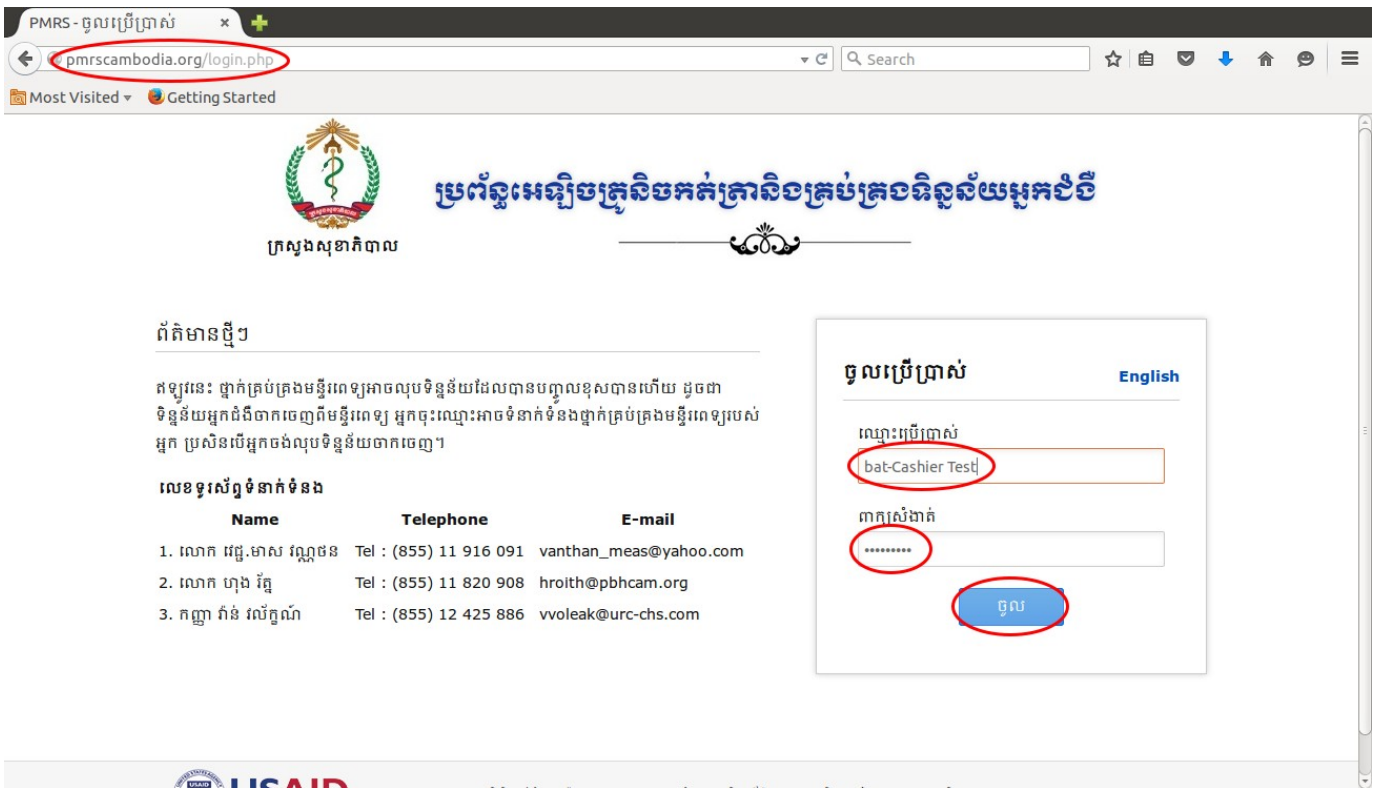 PMRS - ចូលប្រើប្រាស់
pmrscambodia.org/login.php
Search
Most Visited
Getting Started
ប្រព័ន្ធអេឡិចត្រូនិចកត់ត្រានិងគ្រប់គ្រងទិន្នន័យអ្នកជំងឺ
ក្រសួងសុខាភិបាល
ព័ត៌មានថ្មីៗ
ឥឡូវនេះ ថ្នាក់គ្រប់គ្រងមន្ទីរពេទ្យអាចលុបទិន្នន័យដែលបានបញ្ចូលខុសបានហើយ ដូចជា
ទិន្នន័យអ្នកជំងឺចាកចេញពីមន្ទីរពេទ្យ អ្នកចុះឈ្មោះអាចទំនាក់ទំនងថ្នាក់គ្រប់គ្រងមន្ទីរពេទ្យរបស់
អ្នក ប្រសិនបើអ្នកចង់លុបទិន្នន័យចាកចេញ។
លេខទូរស័ព្ទទំនាក់ទំនង
Name Telephone E-mail
1. លោក វេជ្ជ.មាស វណ្ណថន Tel : (855) 11 916 091 vanthan_meas@yahoo.com
2. លោក ហុង រ័ត្ន Tel : (855) 11 820 908 hroith@pbhcam.org
3. កញ្ញា វ៉ាន់ វល័ក្ខណ៍ Tel : (855) 12 425 886 vvoleak@urc-chs.com
ចូលប្រើប្រាស់
English
ឈ្មោះប្រើប្រាស់
bat-Cashier Test
ពាក្យសំងាត់
•••••••••
ចូល
USAID